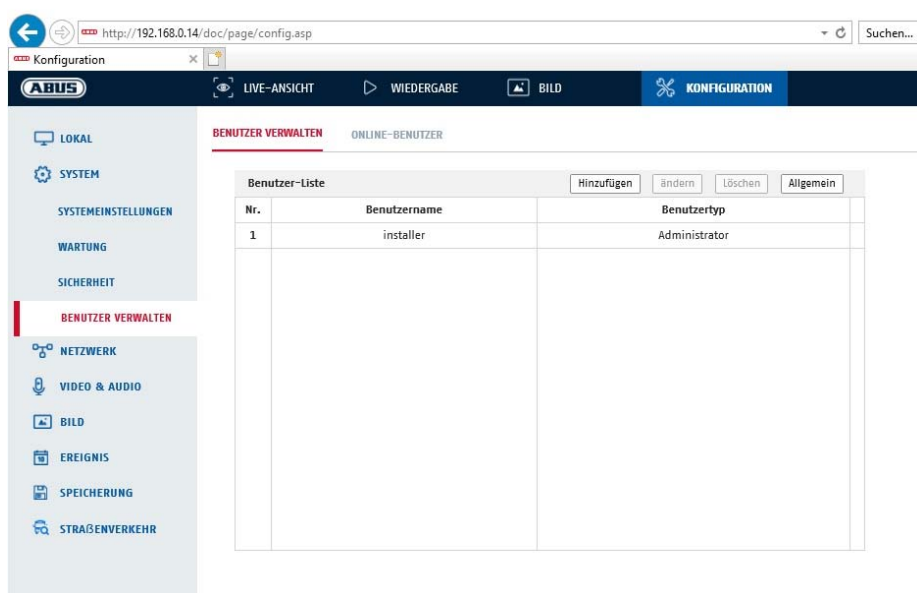 http://192.168.0.14/doc/page/config.asp
Suchen...
Konfiguration
ABUS
LIVE-ANSICHT
WIEDERGABE
BILD
KONFIGURATION
LOKAL
SYSTEM
SYSTEMEINSTELLUNGEN
WARTUNG
SICHERHEIT
BENUTZER VERWALTEN
NETZWERK
VIDEO & AUDIO
BILD
EREIGNIS
SPEICHERUNG
STRAßENVERKEHR
BENUTZER VERWALTEN
ONLINE-BENUTZER
Benutzer-Liste
Hinzufügen
ändern
Löschen
Allgemein
Nr. Benutzername Benutzertyp
1 installer Administrator